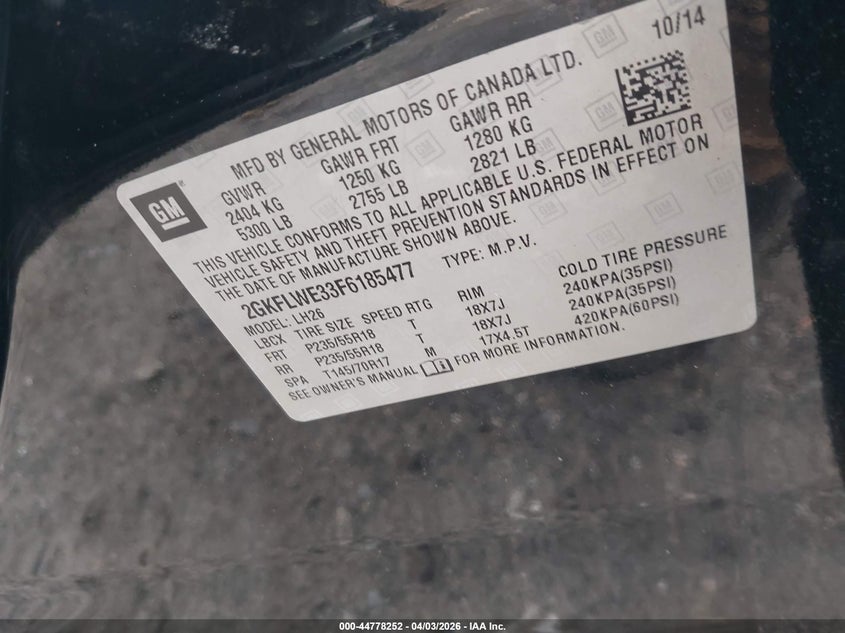 10/14
MFD BY GENERAL MOTORS OF CANADA LTD.
GM
GVWR GAWR FRT GAWR RR
2404 KG 1250 KG 1280 KG
5300 LB 2755 LB 2821 LB
THIS VEHICLE CONFORMS TO ALL APPLICABLE U.S. FEDERAL MOTOR
VEHICLE SAFETY AND THEFT PREVENTION STANDARDS IN EFFECT ON
THE DATE OF MANUFACTURE SHOWN ABOVE.
2GKFLWE33F6185477 TYPE: M.P.V.
MODEL: LH26
LBCX TIRE SIZE SPEED RTG RIM COLD TIRE PRESSURE
FRT P235/55R18 T 18X7J 240KPA(35PSI)
RR P235/55R18 T 18X7J 240KPA(35PSI)
SPA T145/70R17 M 17X4.5T 420KPA(60PSI)
SEE OWNER'S MANUAL FOR MORE INFORMATION.
000-44778252 - 04/03/2026 - IAA Inc.